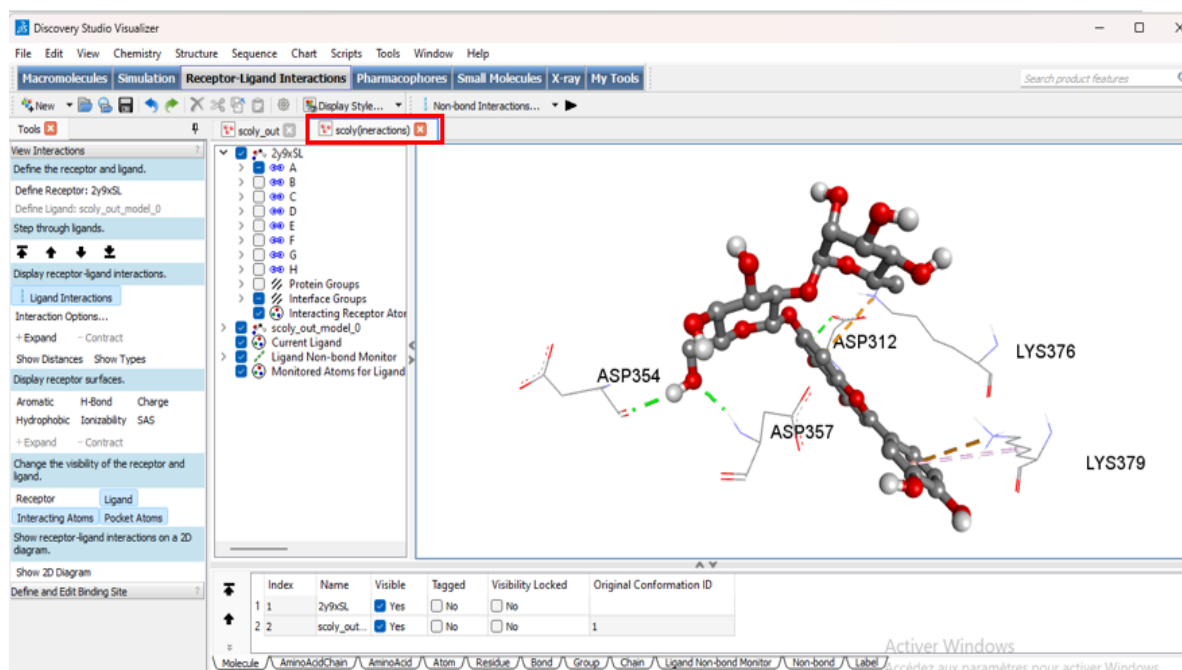 Discovery Studio Visualizer
File Edit View Chemistry Structure Sequence Chart Scripts Tools Window Help
Macromolecules Simulation Receptor-Ligand Interactions Pharmacophores Small Molecules X-ray My Tools
Search product features
New Display Style... Non-bond Interactions...
Tools
scoly_out scoly(ineractions)
View Interactions ?
Define the receptor and ligand.
Define Receptor: 2y9xSL
Define Ligand: scoly_out_model_0
Step through ligands.
Display receptor-ligand interactions.
Ligand Interactions
Interaction Options...
+ Expand - Contract
Show Distances Show Types
Display receptor surfaces.
Aromatic H-Bond Charge
Hydrophobic Ionizability SAS
+ Expand - Contract
Change the visibility of the receptor and
ligand.
Receptor Ligand
Interacting Atoms Pocket Atoms
Show receptor-ligand interactions on a 2D
diagram.
Show 2D Diagram
Define and Edit Binding Site ?
2y9xSL
A
B
C
D
E
F
G
H
Protein Groups
Interface Groups
Interacting Receptor Ator
scoly_out_model_0
Current Ligand
Ligand Non-bond Monitor
Monitored Atoms for Ligand
ASP312
LYS376
ASP354
ASP357
LYS379
Index Name Visible Tagged Visibility Locked Original Conformation ID
1 1 2y9xSL Yes No No
2 2 scoly_out... Yes No No 1
Molecule AminoAcidChain AminoAcid Atom Residue Bond Group Chain Ligand Non-bond Monitor Non-bond Label
Activer Windows
Accédez aux paramètres pour activer Windows